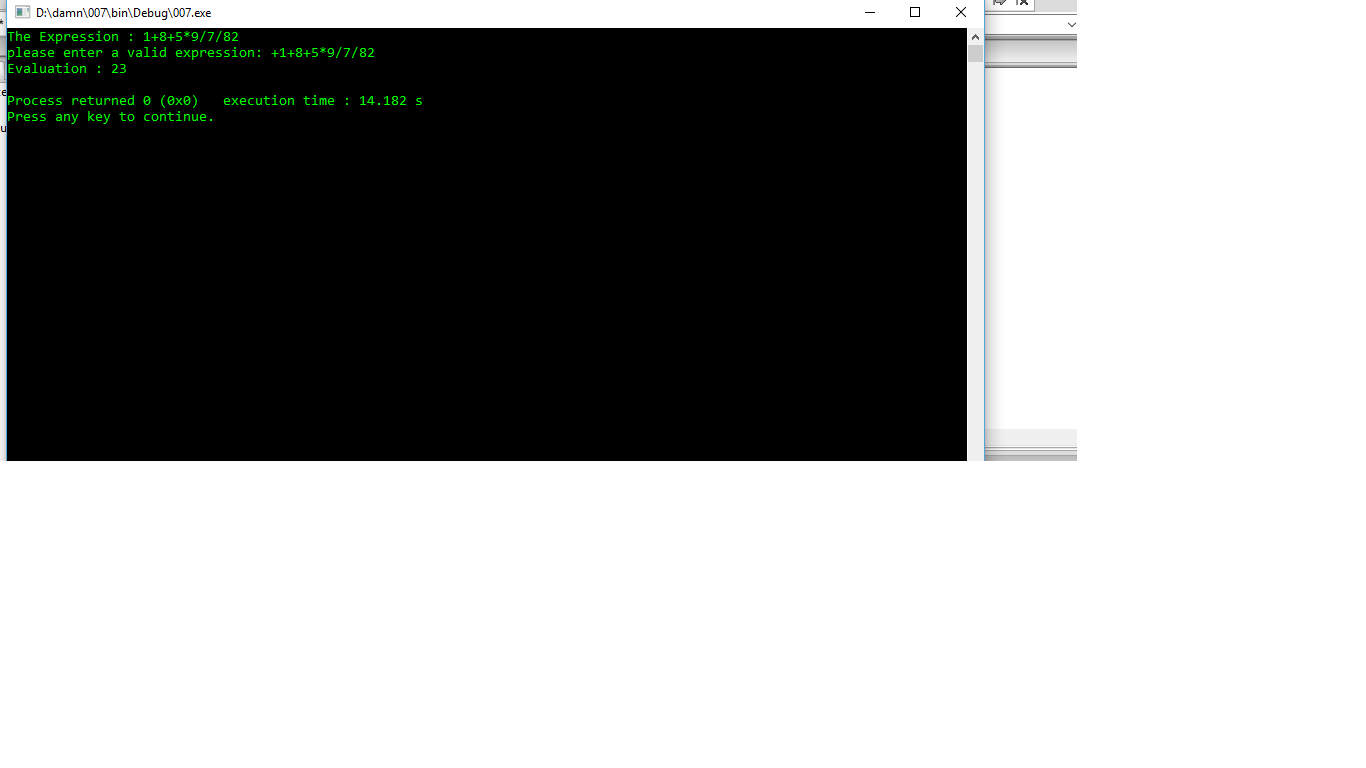 D:\damn\007\bin\Debug\007.exe
The Expression : 1+8+5*9/7/82
please enter a valid expression: +1+8+5*9/7/82
Evaluation : 23
Process returned 0 (0x0)   execution time : 14.182 s
Press any key to continue.